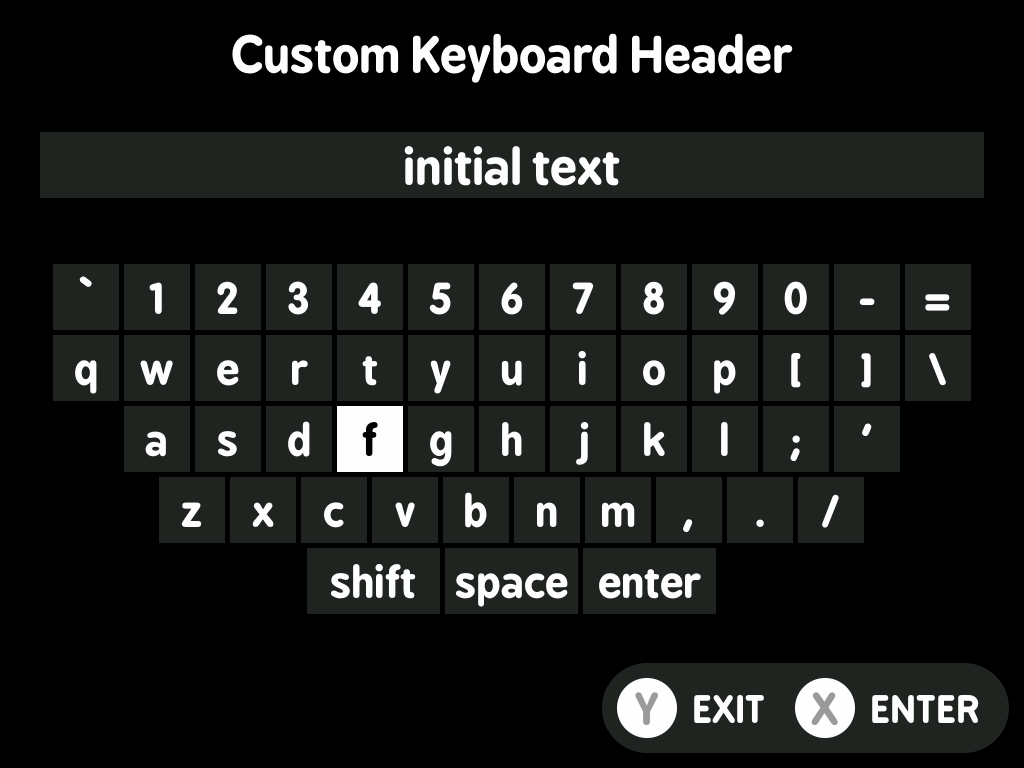 Custom Keyboard Header
initial text
` 1 2 3 4 5 6 7 8 9 0 - =
q w e r t y u i o p [ ] \
a s d f g h j k l ; '
z x c v b n m , . /
shift space enter
Y EXIT X ENTER